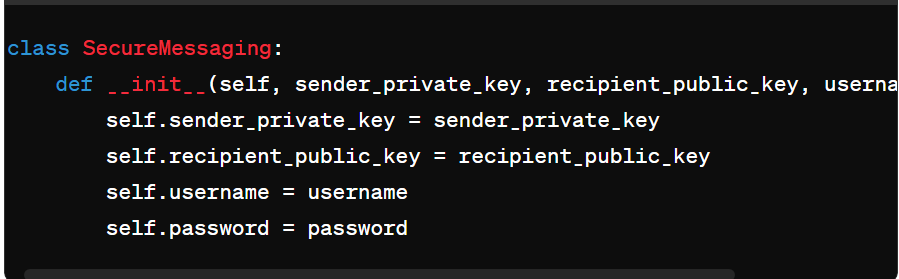 class SecureMessaging:
    def __init__(self, sender_private_key, recipient_public_key, userna
        self.sender_private_key = sender_private_key
        self.recipient_public_key = recipient_public_key
        self.username = username
        self.password = password